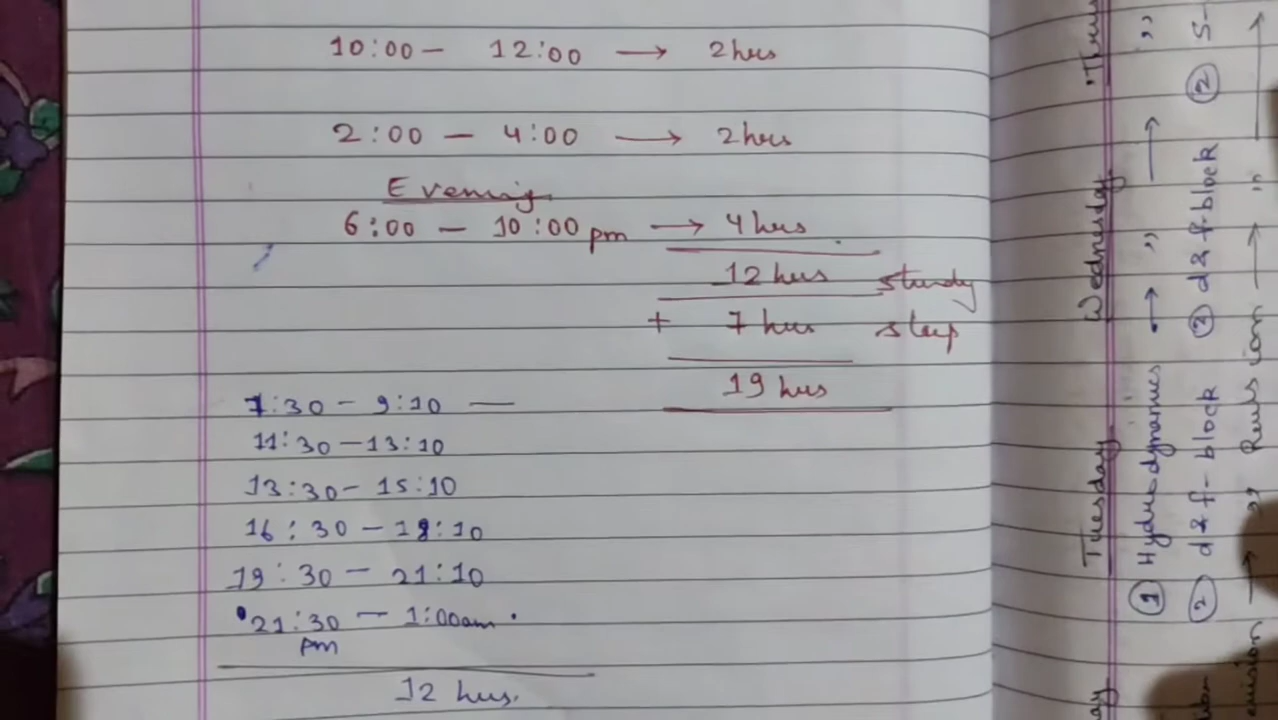 10:00 — 12:00 → 2 hrs
2:00 — 4:00 → 2 hrs
Evening
6:00 — 10:00 pm → 4 hrs
12 hrs study
+ 7 hrs sleep
19 hrs
7:30 — 9:10 —
11:30 — 13:10
13:30 — 15:10
16:30 — 18:10
19:30 — 21:10
21:30 — 1:00am
pm
12 hrs.
Tuesday Wednesday Thurs
① Hydrodynamics → " → "
② d & f - block ② d & f - block ② S-
→ " Revision → " →